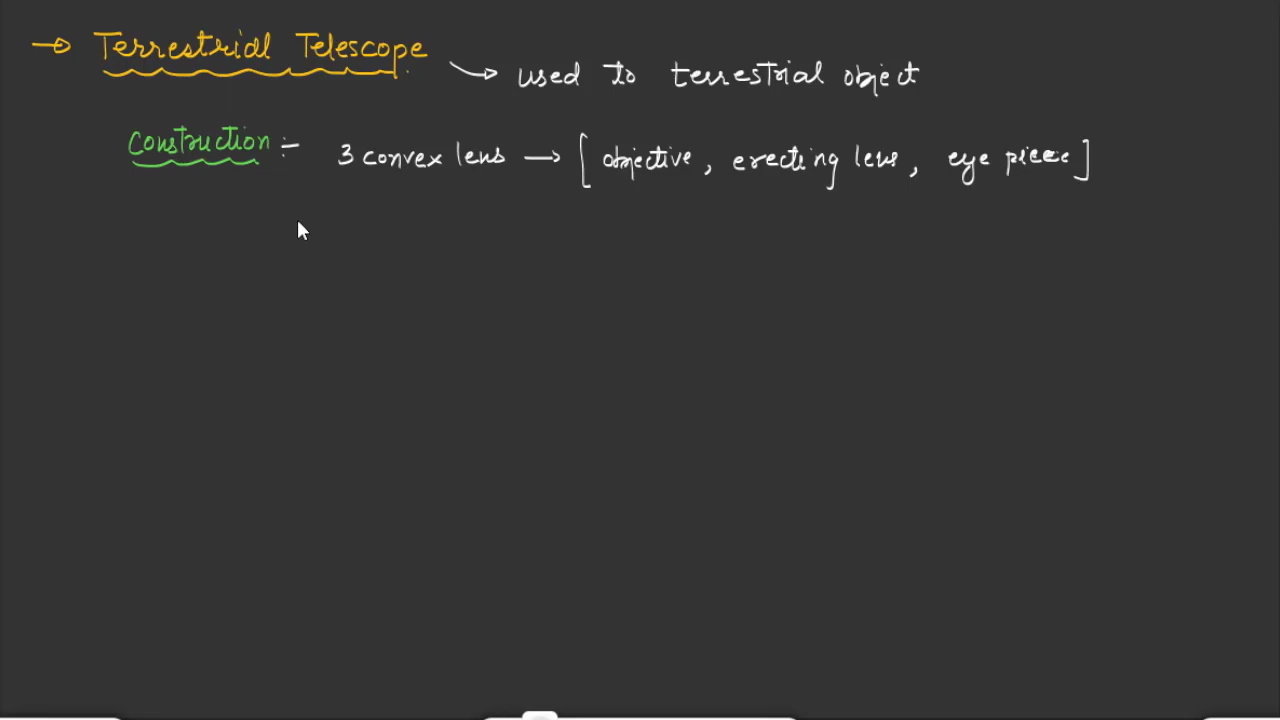 → Terrestrial Telescope → used to terrestrial object
Construction :- 3 convex lens → [objective, erecting lens, eye piece]